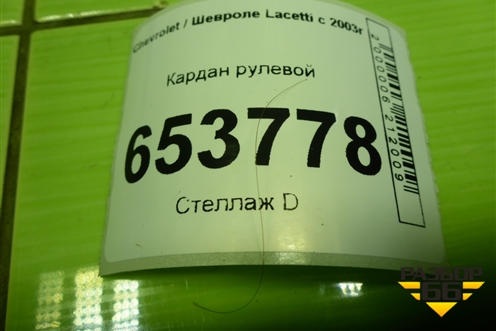 Chevrolet / Шевроле Lacetti с 2003г
Кардан рулевой
653778
Стеллаж D
2000006212009
РАЗБОР
66